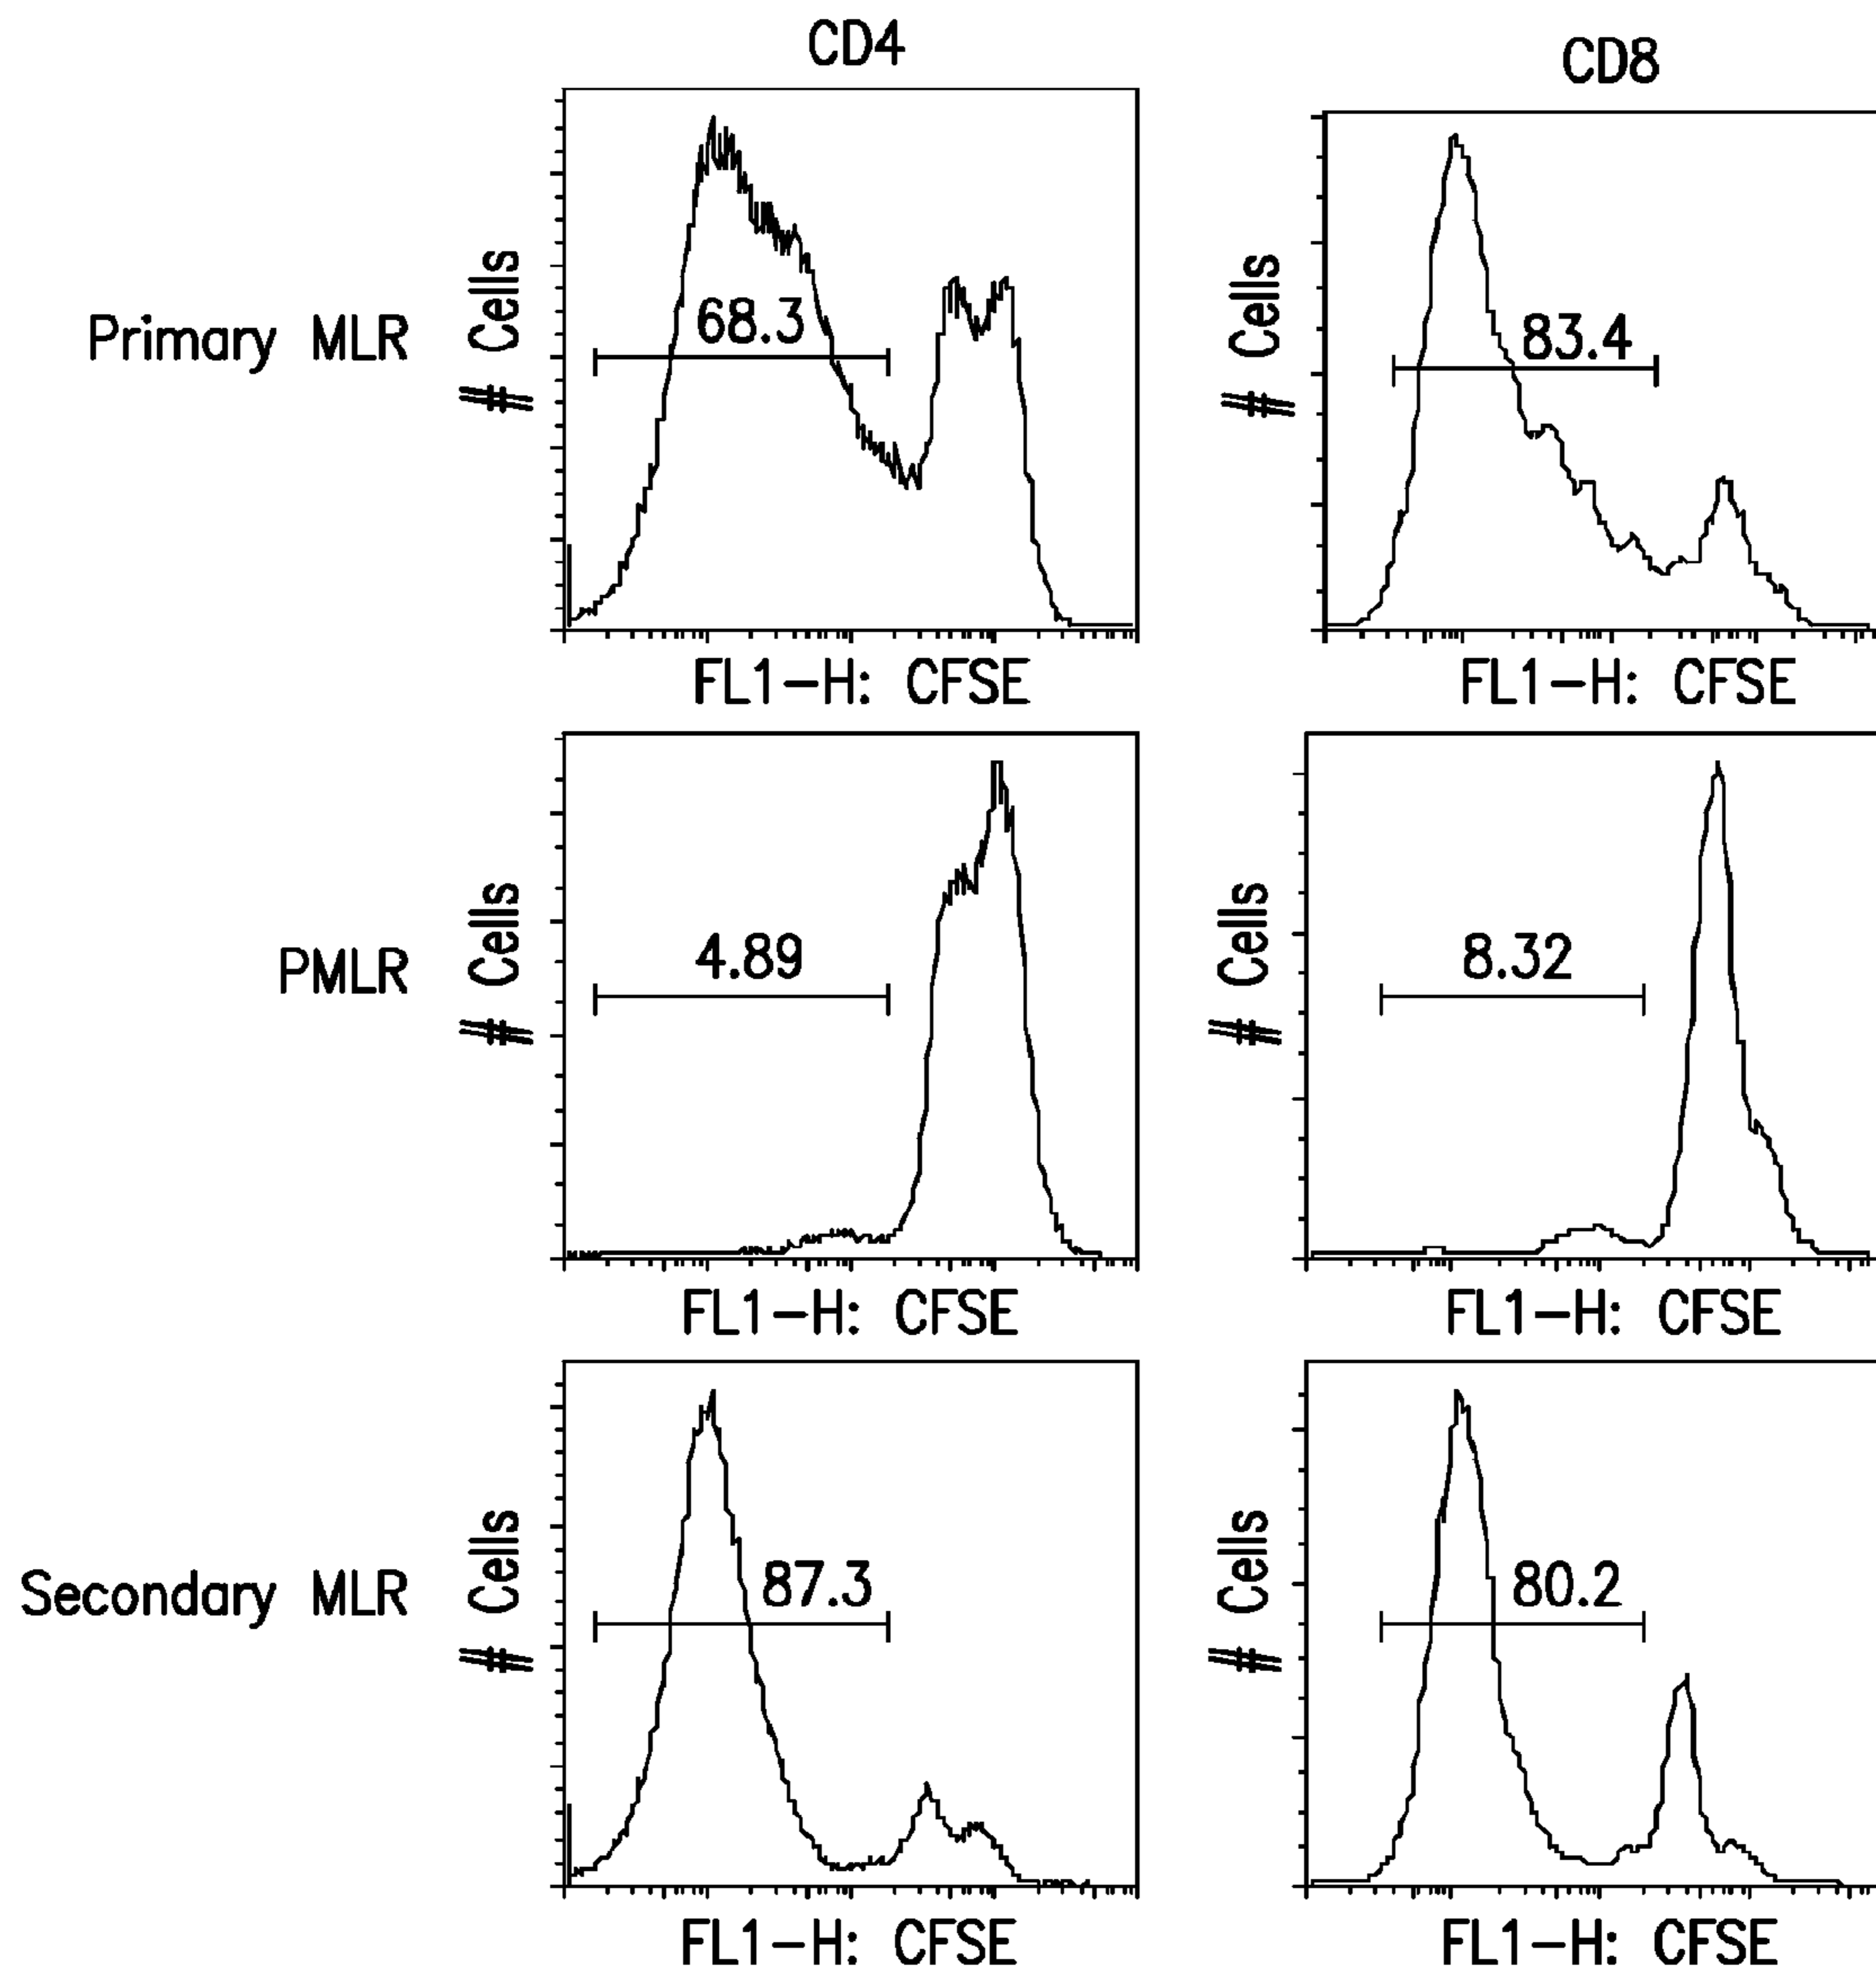 CD4
CD8
Primary MLR
# Cells
68.3
# Cells
83.4
FL1-H: CFSE
FL1-H: CFSE
PMLR
# Cells
4.89
# Cells
8.32
FL1-H: CFSE
FL1-H: CFSE
Secondary MLR
# Cells
87.3
# Cells
80.2
FL1-H: CFSE
FL1-H: CFSE